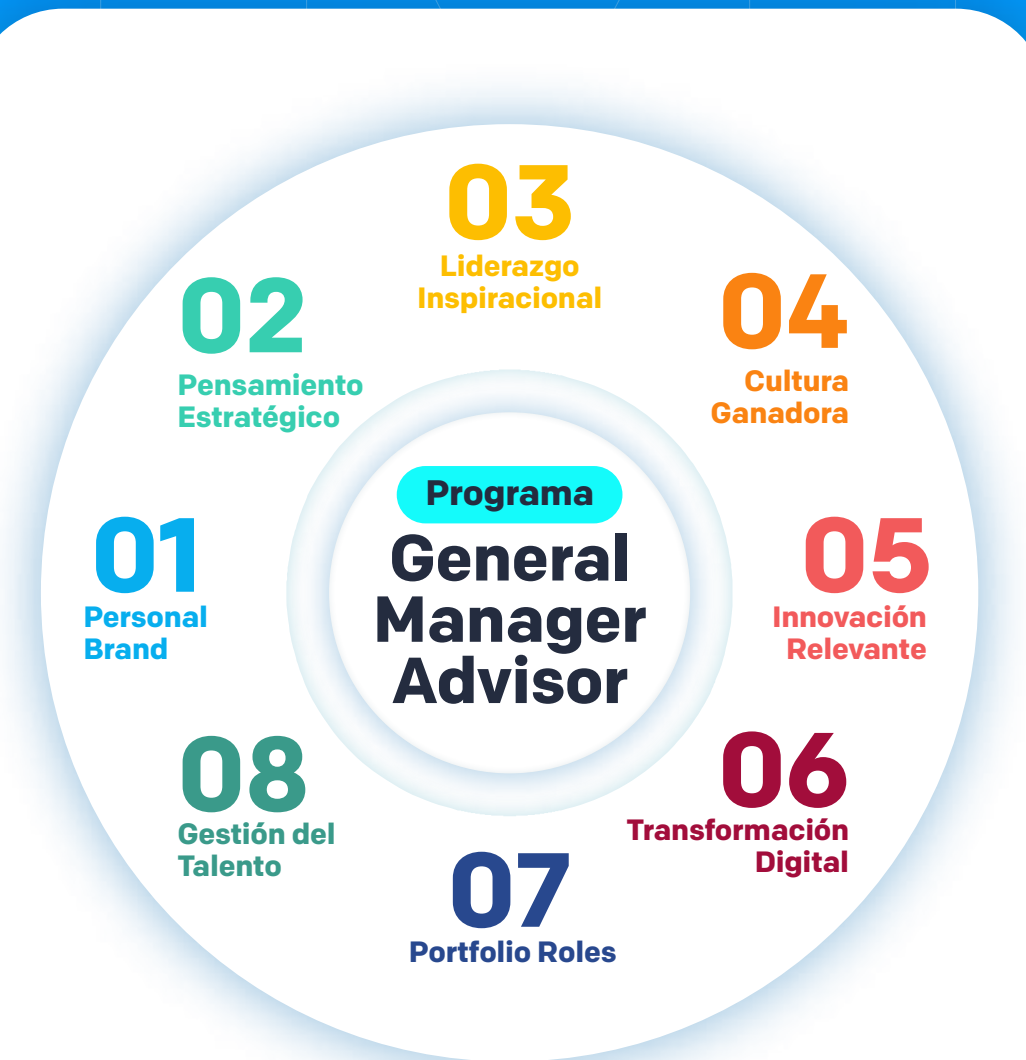 03
Liderazgo
Inspiracional
02
Pensamiento
Estratégico
04
Cultura
Ganadora
Programa
General
Manager
Advisor
01
Personal
Brand
05
Innovación
Relevante
08
Gestión del
Talento
06
Transformación
Digital
07
Portfolio Roles